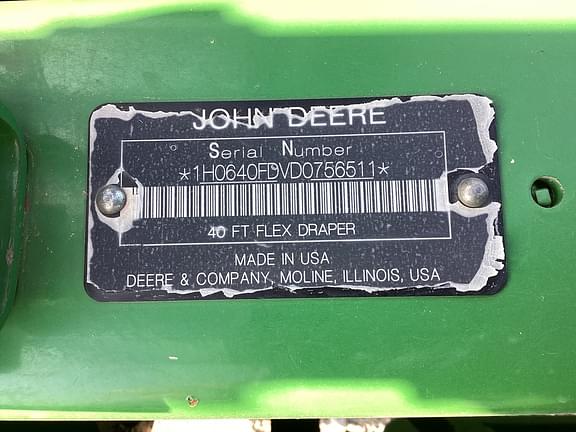 JOHN DEERE
Serial Number
*1H0640FDVD0756511*
40 FT FLEX DRAPER
MADE IN USA
DEERE & COMPANY, MOLINE, ILLINOIS, USA